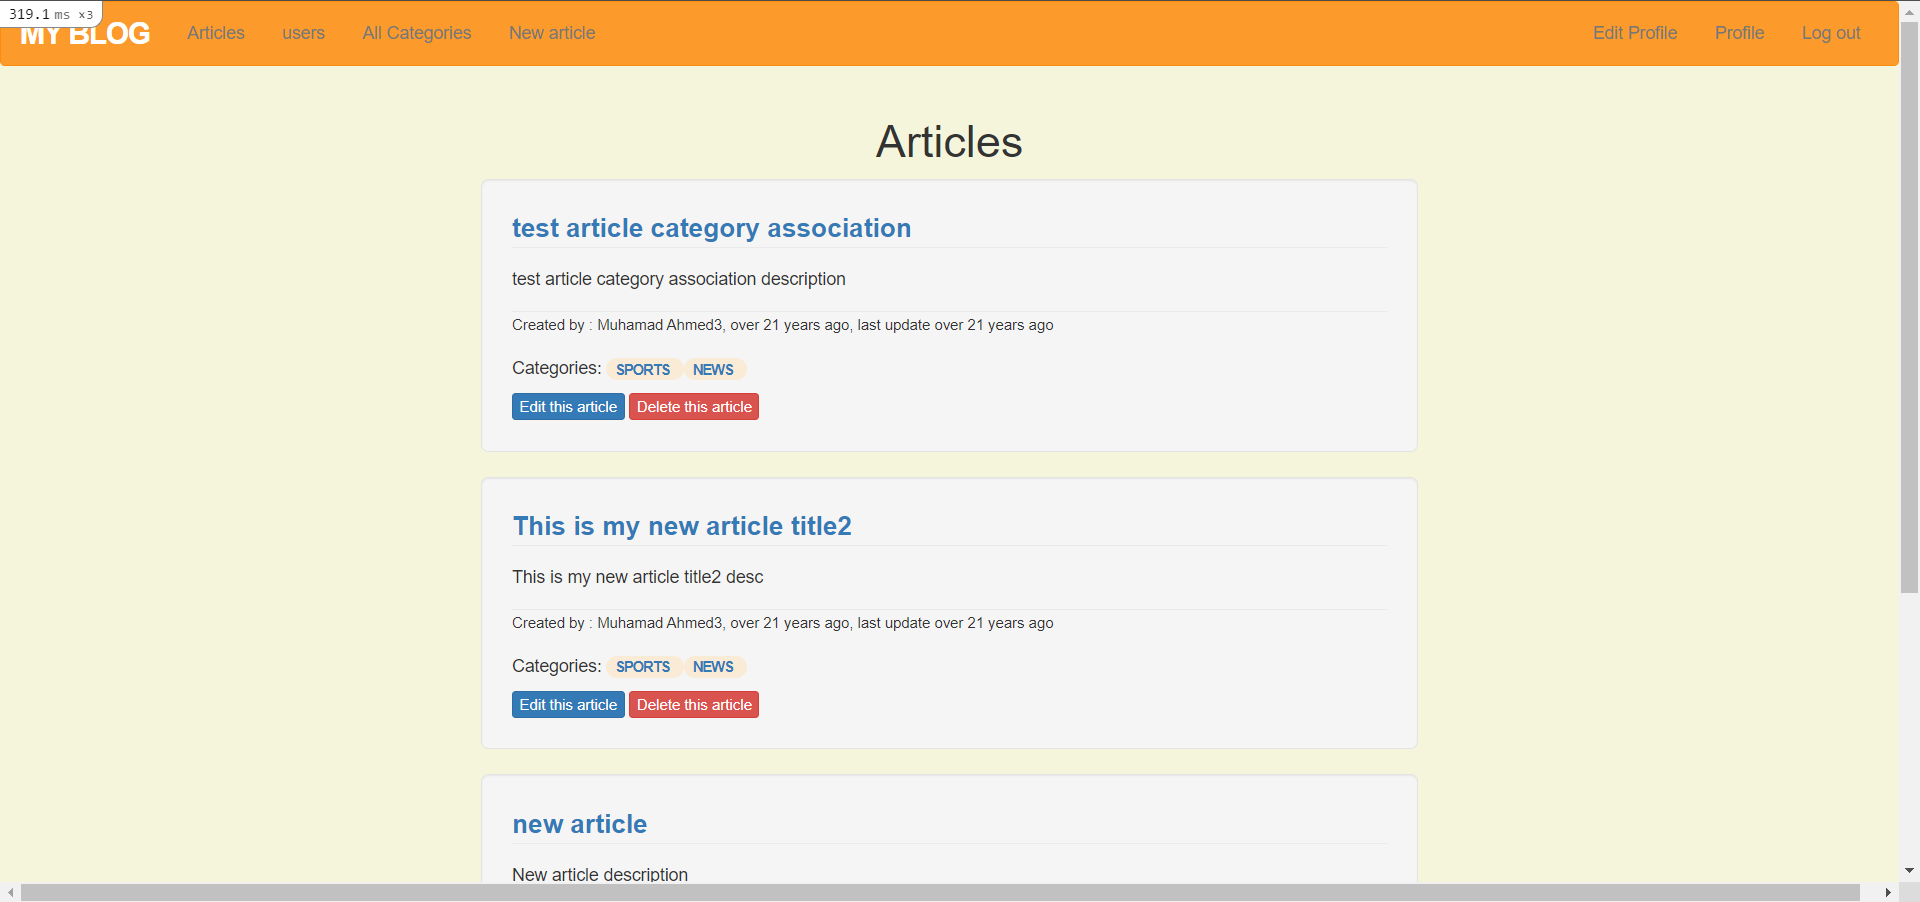 319.1 ms ×3
MY BLOG Articles users All Categories New article Edit Profile Profile Log out
Articles
test article category association
test article category association description
Created by : Muhamad Ahmed3, over 21 years ago, last update over 21 years ago
Categories: SPORTS NEWS
Edit this article Delete this article
This is my new article title2
This is my new article title2 desc
Created by : Muhamad Ahmed3, over 21 years ago, last update over 21 years ago
Categories: SPORTS NEWS
Edit this article Delete this article
new article
New article description